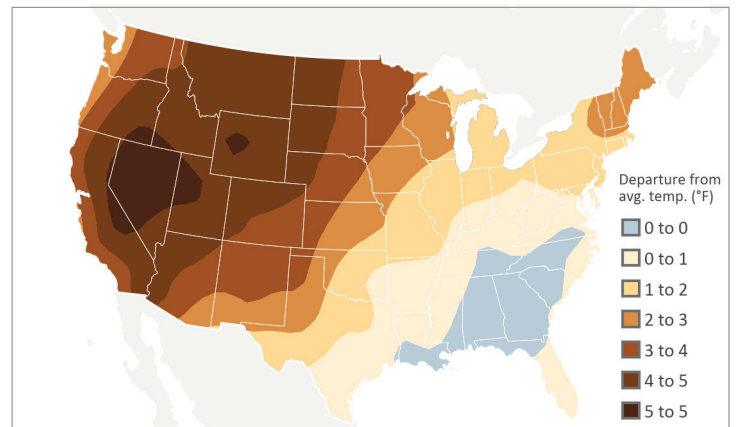 Departure from
avg. temp. (°F)
0 to 0
0 to 1
1 to 2
2 to 3
3 to 4
4 to 5
5 to 5